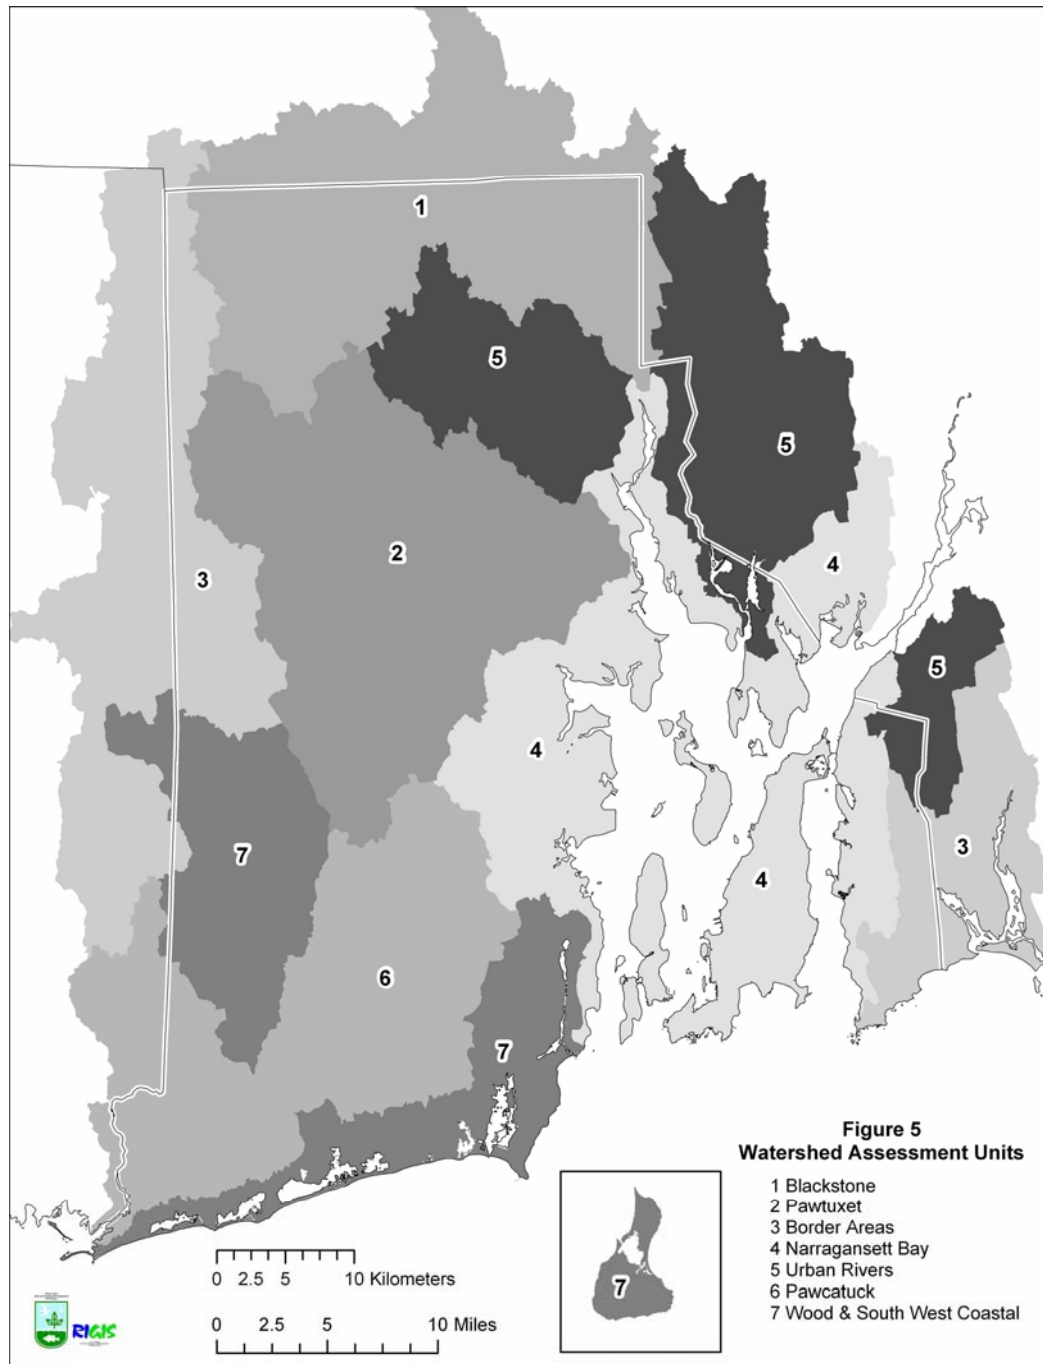 1
5
5
2
3
4
5
4
7
4
3
6
7
Figure 5
Watershed Assessment Units
1 Blackstone
2 Pawtuxet
3 Border Areas
4 Narragansett Bay
5 Urban Rivers
6 Pawcatuck
7 Wood & South West Coastal
7
0 2.5 5 10 Kilometers
0 2.5 5 10 Miles
RIGIS